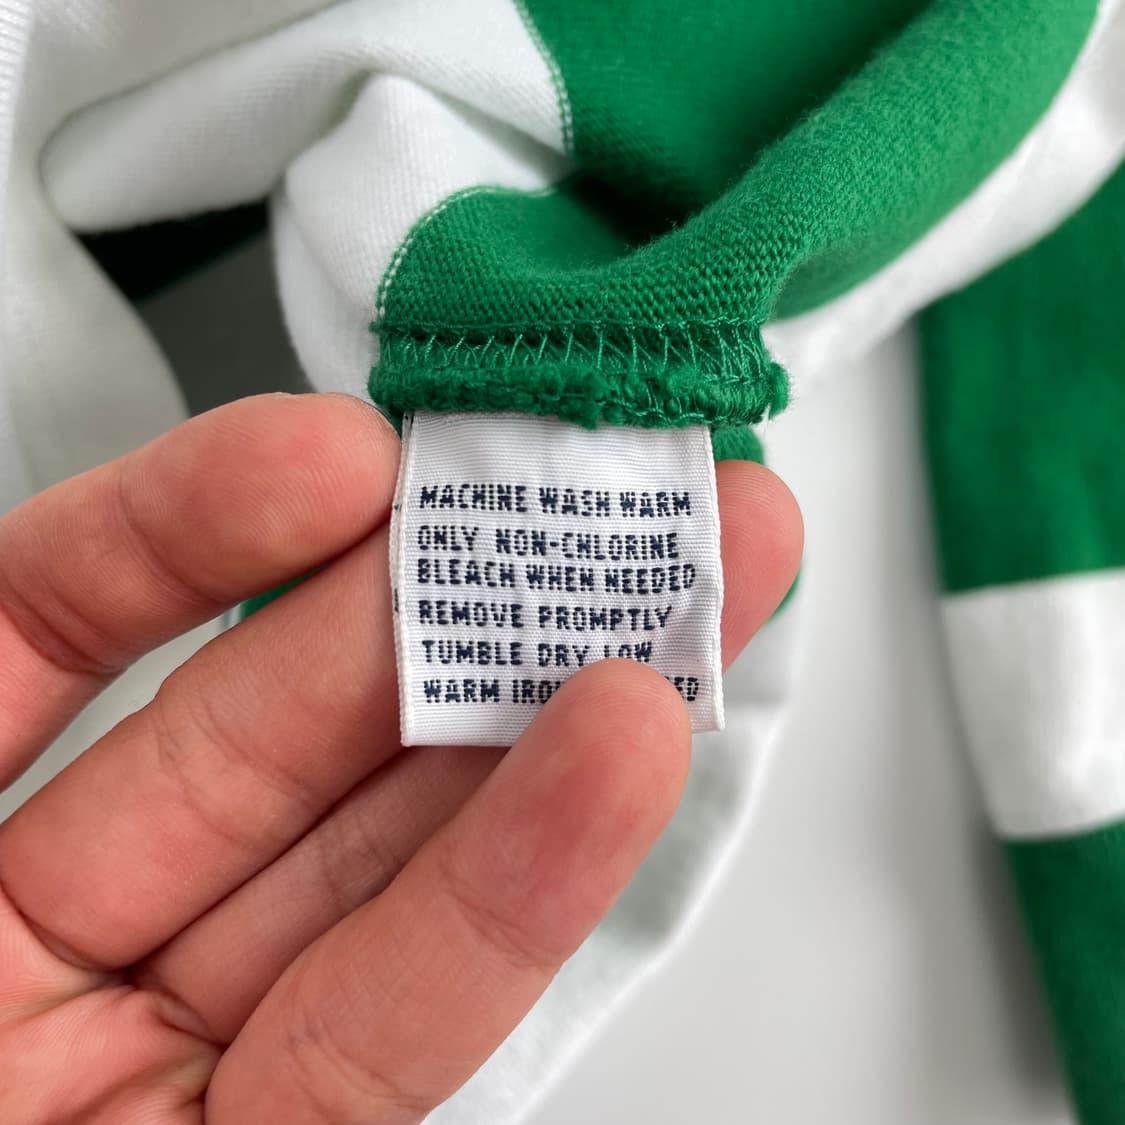 MACHINE WASH WARM
ONLY NON-CHLORINE
BLEACH WHEN NEEDED
REMOVE PROMPTLY
TUMBLE DRY LOW
WARM